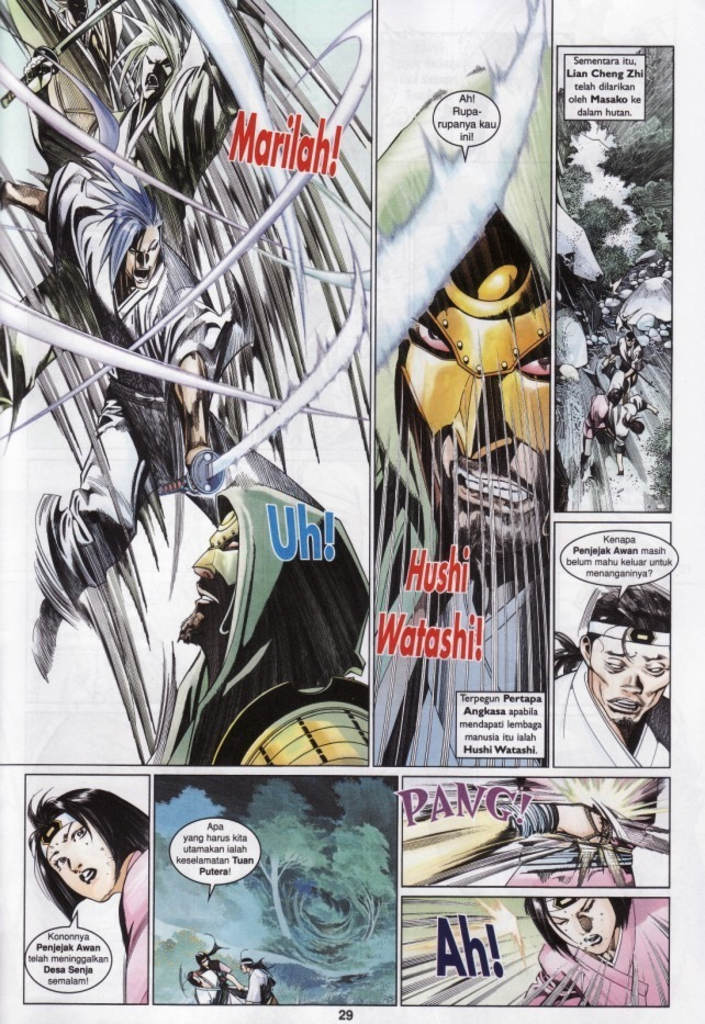 Marilah!
Uh!
Ah!
Rupa-
rupanya kau
ini!
Hushi
Watashi!
Terpegun Pertapa
Angkasa apabila
mendapati lembaga
manusia itu ialah
Hushi Watashi.
Sementara itu,
Lian Cheng Zhi
telah dilarikan
oleh Masako ke
dalam hutan.
Kenapa
Penjejak Awan masih
belum mahu keluar untuk
menanganinya?
Kononnya
Penjejak Awan
telah meninggalkan
Desa Senja
semalam!
Apa
yang harus kita
utamakan ialah
keselamatan Tuan
Putera!
PANG!
Ah!
29